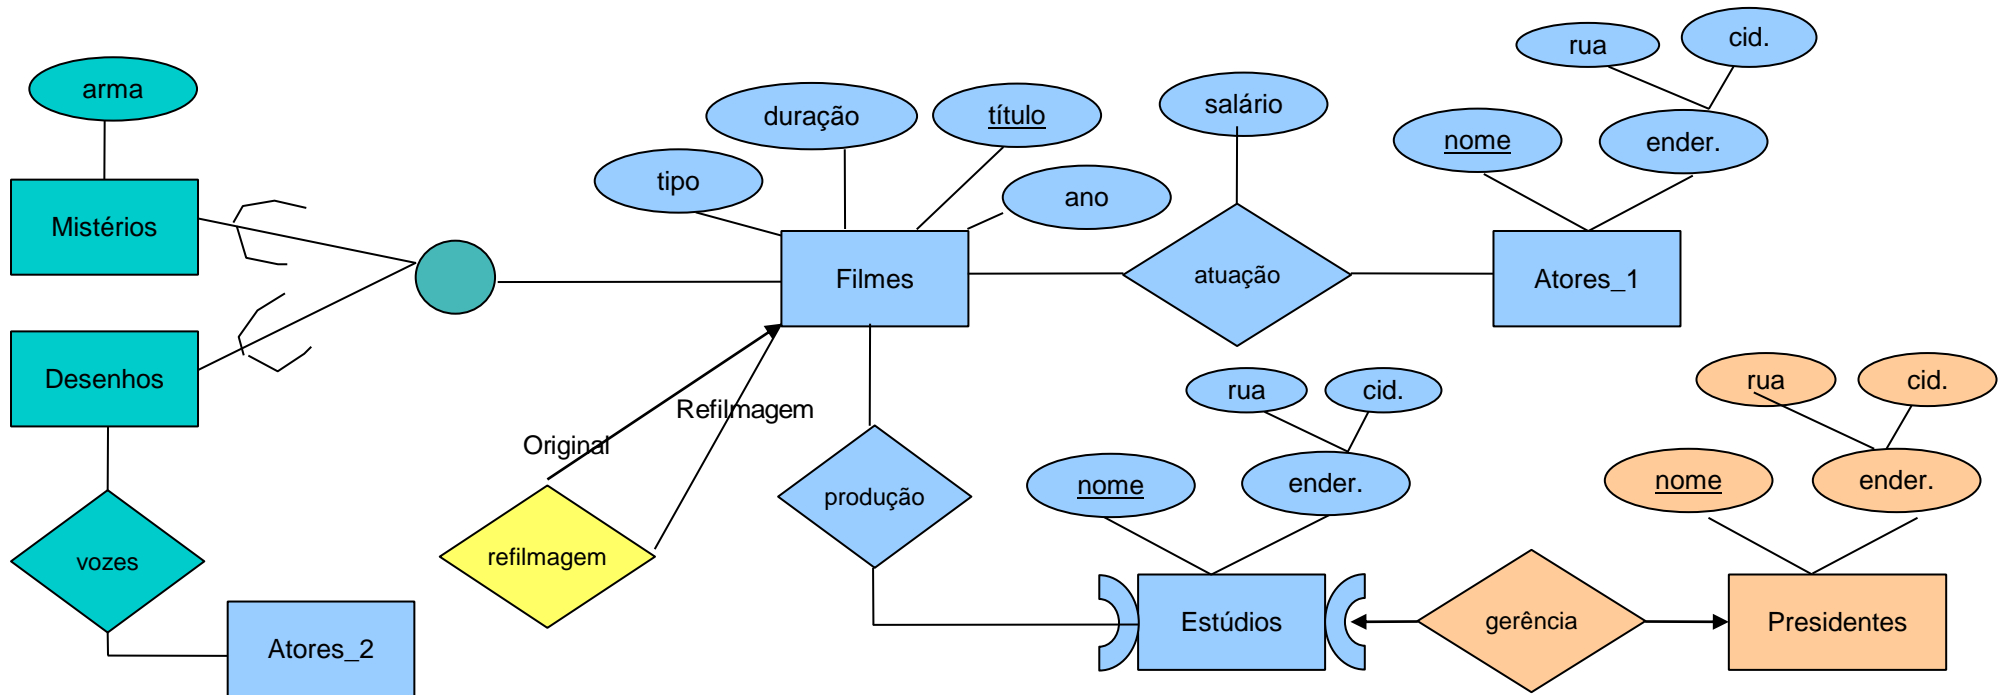 rua
cid.
arma
duração
título
salário
nome
ender.
tipo
ano
Mistérios
Filmes
atuação
Atores_1
Desenhos
rua
cid.
rua
cid.
Refilmagem
Original
nome
ender.
nome
ender.
produção
vozes
refilmagem
Estúdios
gerência
Presidentes
Atores_2